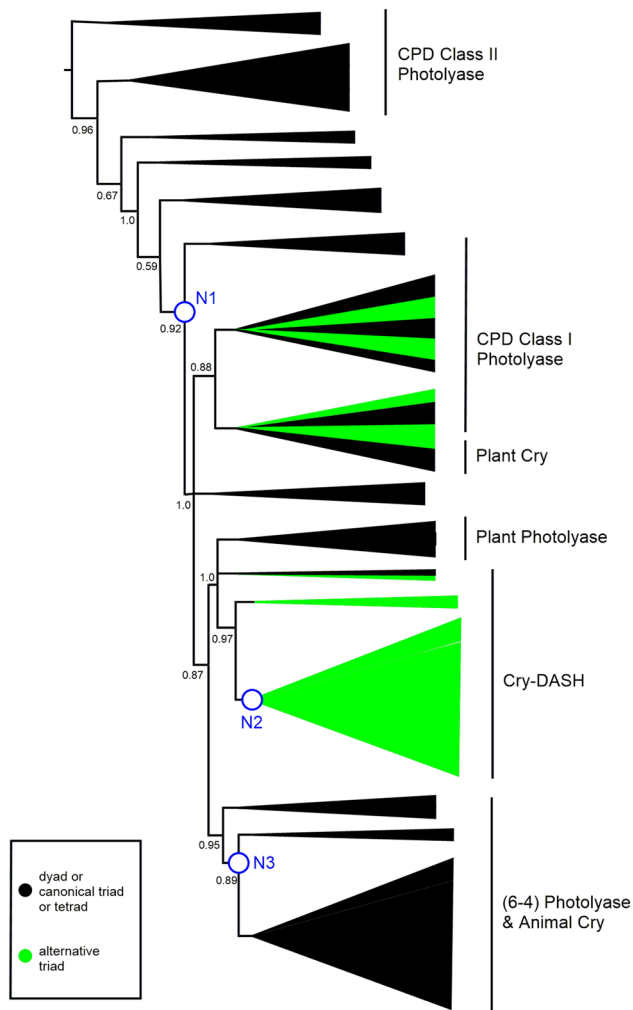 CPD Class II
Photolyase
0.96
0.67
1.0
0.59
N1
0.92
CPD Class I
Photolyase
0.88
Plant Cry
1.0
Plant Photolyase
1.0
0.97
0.87
Cry-DASH
N2
0.95
N3
0.89
(6-4) Photolyase
& Animal Cry
dyad or
canonical triad
or tetrad
alternative
triad